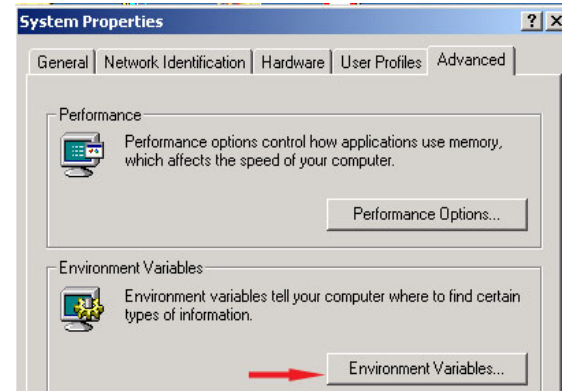 System Properties
General
Network Identification
Hardware
User Profiles
Advanced
Performance
Performance options control how applications use memory,
which affects the speed of your computer.
Performance Options...
Environment Variables
Environment variables tell your computer where to find certain
types of information.
Environment Variables...